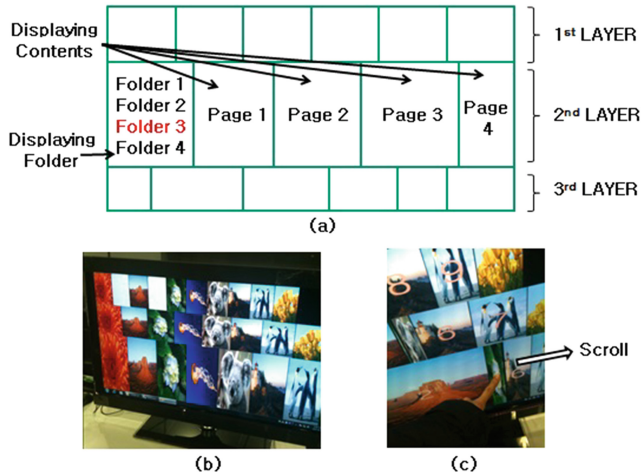 Displaying
Contents
1st LAYER
Folder 1
Folder 2
Folder 3
Folder 4
Page 1
Page 2
Page 3
Page
4
2nd LAYER
Displaying
Folder
3rd LAYER
(a)
Scroll
(b)
(c)